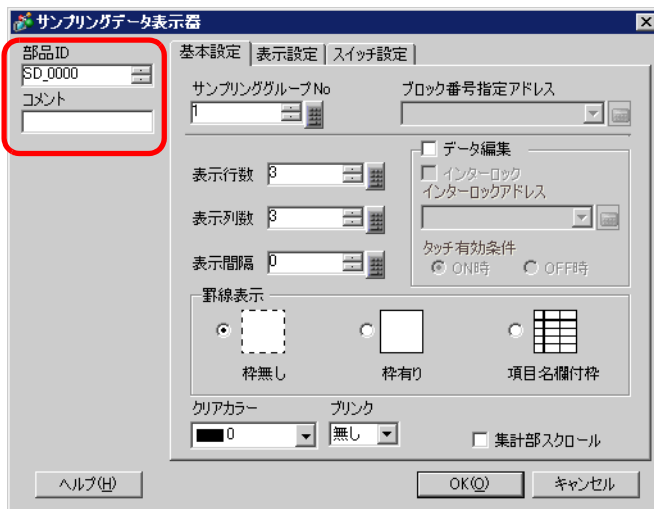 サンプリングデータ表示器
部品ID
SD_0000
コメント
基本設定 表示設定 スイッチ設定
サンプリンググループNo ブロック番号指定アドレス
1
データ編集
インターロック
インターロックアドレス
表示行数 3
表示列数 3
タッチ有効条件
ON時 OFF時
表示間隔 0
罫線表示
枠無し 枠有り 項目名欄付枠
クリアカラー ブリンク
0 無し 集計部スクロール
ヘルプ(H) OK(O) キャンセル